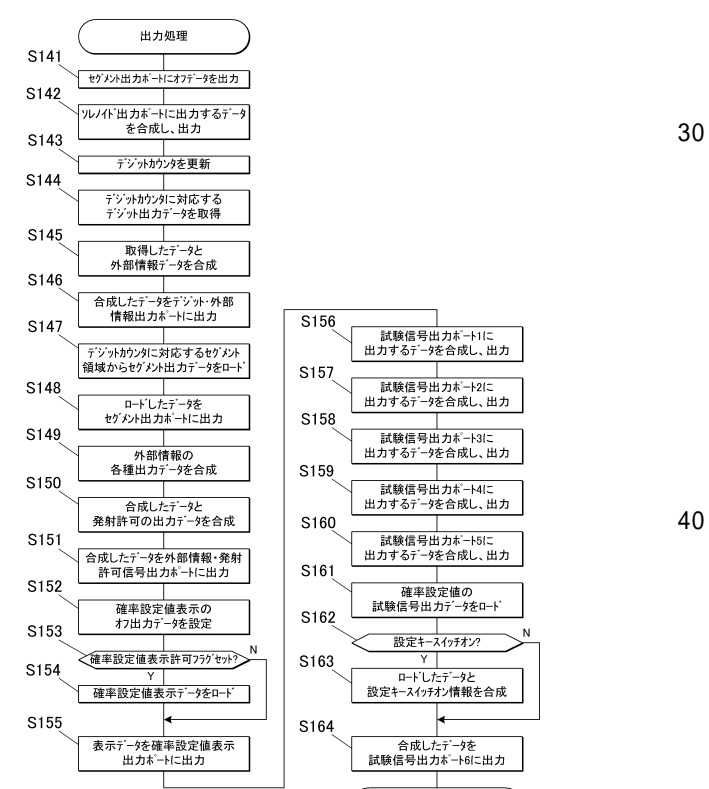 出力処理
S141
セグメント出力ポートにオフデータを出力
S142
ソレノイド出力ポートに出力するデータ
を合成し、出力
S143
デジットカウンタを更新
S144
デジットカウンタに対応する
デジット出力データを取得
S145
取得したデータと
外部情報データを合成
S146
合成したデータをデジット・外部
情報出力ポートに出力
S147
デジットカウンタに対応するセグメント
領域からセグメント出力データをロード
S148
ロードしたデータを
セグメント出力ポートに出力
S149
外部情報の
各種出力データを合成
S150
合成したデータと
発射許可の出力データを合成
S151
合成したデータを外部情報・発射
許可信号出力ポートに出力
S152
確率設定値表示の
オフ出力データを設定
S153
確率設定値表示許可フラグセット?
N
Y
S154
確率設定値表示データをロード
S155
表示データを確率設定値表示
出力ポートに出力
S156
試験信号出力ポート1に
出力するデータを合成し、出力
S157
試験信号出力ポート2に
出力するデータを合成し、出力
S158
試験信号出力ポート3に
出力するデータを合成し、出力
S159
試験信号出力ポート4に
出力するデータを合成し、出力
S160
試験信号出力ポート5に
出力するデータを合成し、出力
S161
確率設定値の
試験信号出力データをロード
S162
設定キースイッチオン?
N
Y
S163
ロードしたデータと
設定キースイッチオン情報を合成
S164
合成したデータを
試験信号出力ポート6に出力
30
40